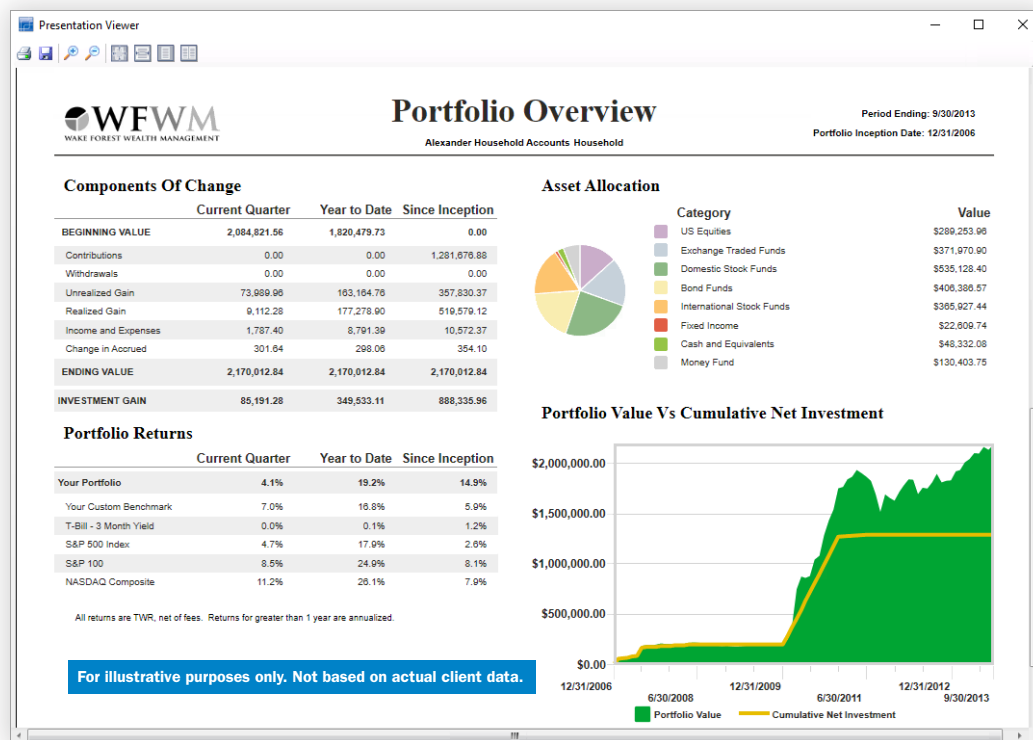 Presentation Viewer
WFWM
WAKE FOREST WEALTH MANAGEMENT
Portfolio Overview
Alexander Household Accounts Household
Period Ending: 9/30/2013
Portfolio Inception Date: 12/31/2006
Components Of Change
Current Quarter Year to Date Since Inception
BEGINNING VALUE 2,084,821.56 1,820,479.73 0.00
Contributions 0.00 0.00 1,281,676.88
Withdrawals 0.00 0.00 0.00
Unrealized Gain 73,989.96 163,164.76 357,830.37
Realized Gain 9,112.28 177,278.90 519,579.12
Income and Expenses 1,787.40 8,791.39 10,572.37
Change in Accrued 301.64 298.06 354.10
ENDING VALUE 2,170,012.84 2,170,012.84 2,170,012.84
INVESTMENT GAIN 85,191.28 349,533.11 888,335.96
Portfolio Returns
Current Quarter Year to Date Since Inception
Your Portfolio 4.1% 19.2% 14.9%
Your Custom Benchmark 7.0% 16.8% 5.9%
T-Bill - 3 Month Yield 0.0% 0.1% 1.2%
S&P 500 Index 4.7% 17.9% 2.6%
S&P 100 8.5% 24.9% 8.1%
NASDAQ Composite 11.2% 26.1% 7.9%
All returns are TWR, net of fees. Returns for greater than 1 year are annualized.
For illustrative purposes only. Not based on actual client data.
Asset Allocation
Category Value
US Equities $289,253.96
Exchange Traded Funds $371,970.90
Domestic Stock Funds $535,128.40
Bond Funds $406,386.57
International Stock Funds $365,927.44
Fixed Income $22,609.74
Cash and Equivalents $48,332.08
Money Fund $130,403.75
Portfolio Value Vs Cumulative Net Investment
$2,000,000.00
$1,500,000.00
$1,000,000.00
$500,000.00
$0.00
12/31/2006 12/31/2009 12/31/2012
6/30/2008 6/30/2011 9/30/2013
Portfolio Value Cumulative Net Investment